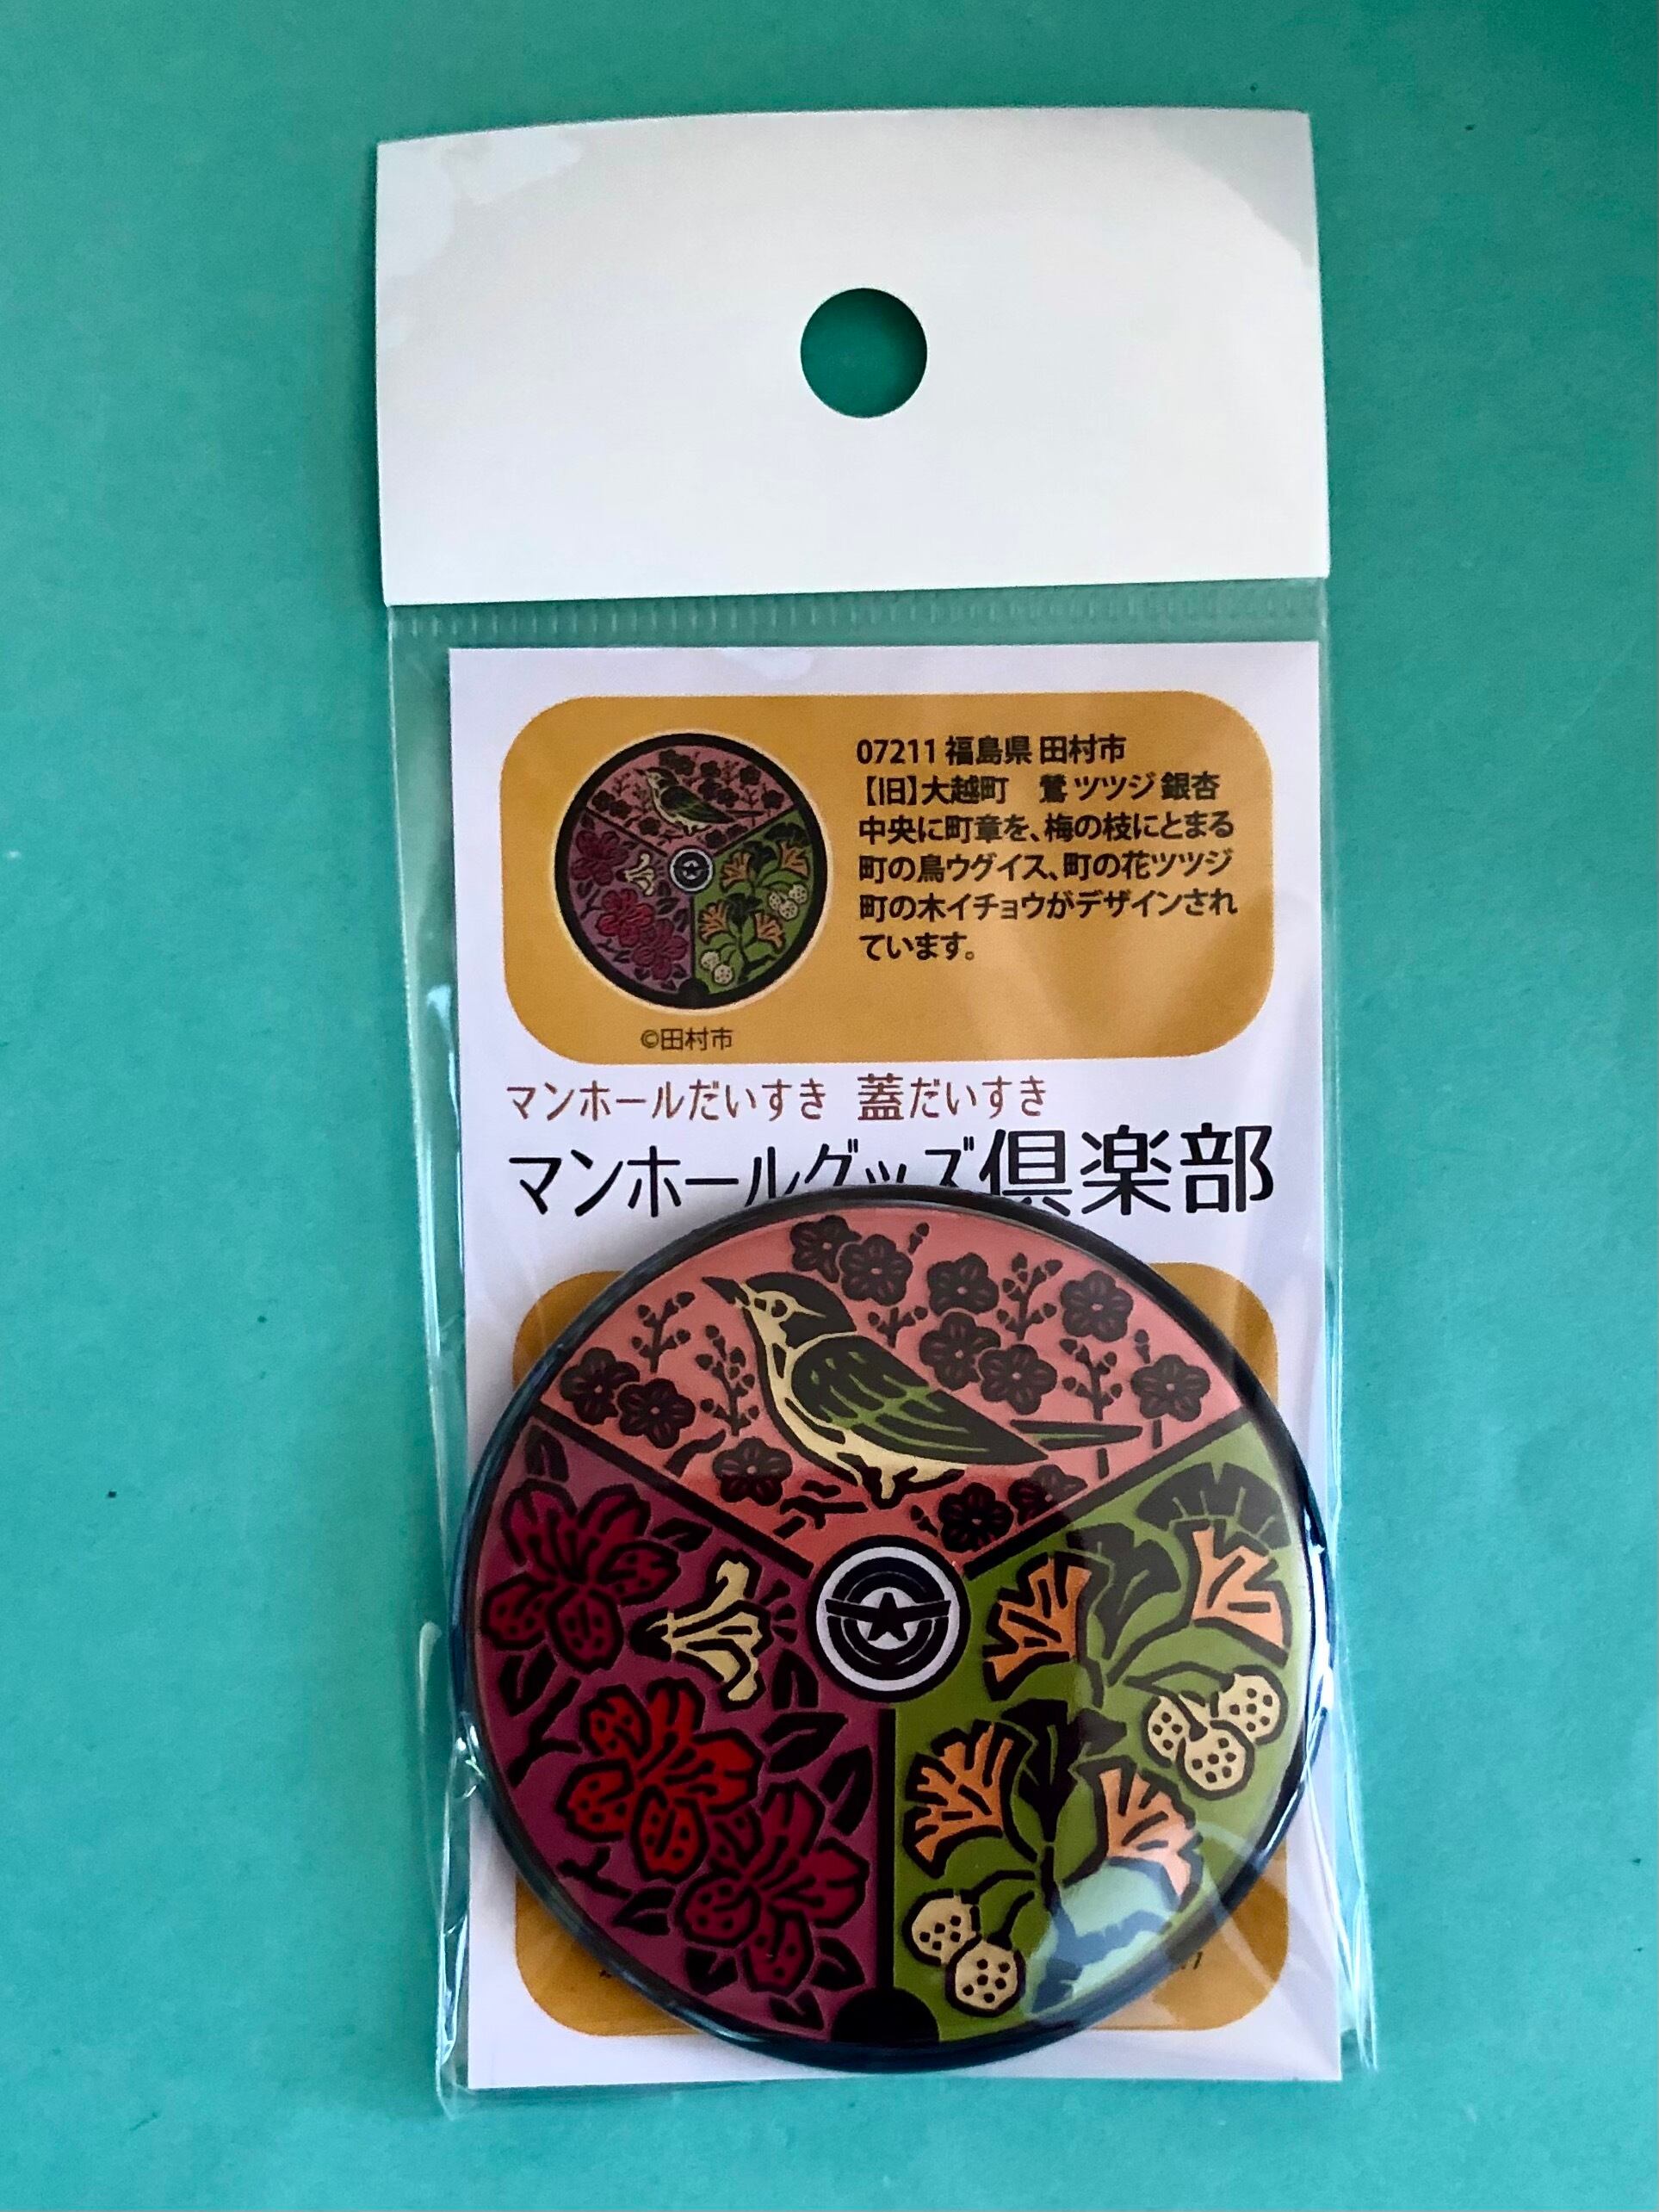 07211 福島県 田村市
【旧】大越町　鶯 ツツジ 銀杏
中央に町章を、梅の枝にとまる
町の鳥ウグイス、町の花ツツジ
町の木イチョウがデザインされ
ています。
©田村市
マンホールだいすき 蓋だいすき
マンホールグッズ倶楽部